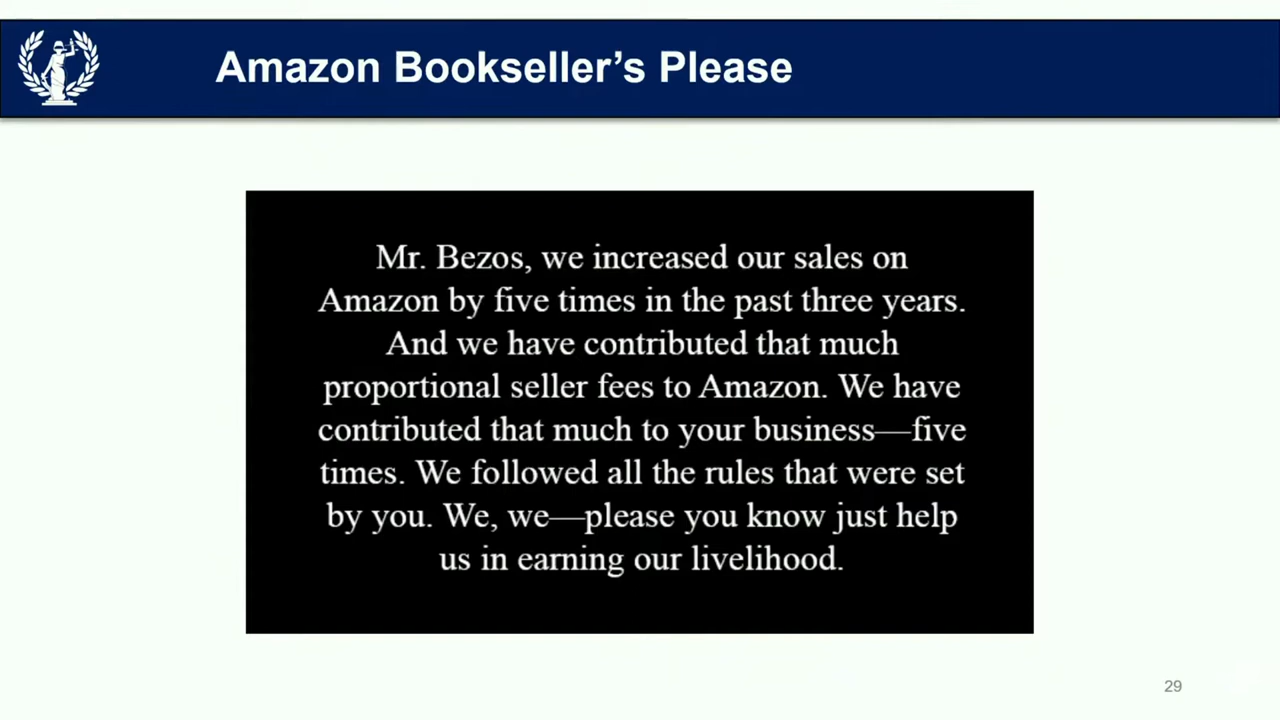 Amazon Bookseller's Please
Mr. Bezos, we increased our sales on
Amazon by five times in the past three years.
And we have contributed that much
proportional seller fees to Amazon. We have
contributed that much to your business—five
times. We followed all the rules that were set
by you. We, we—please you know just help
us in earning our livelihood.
29